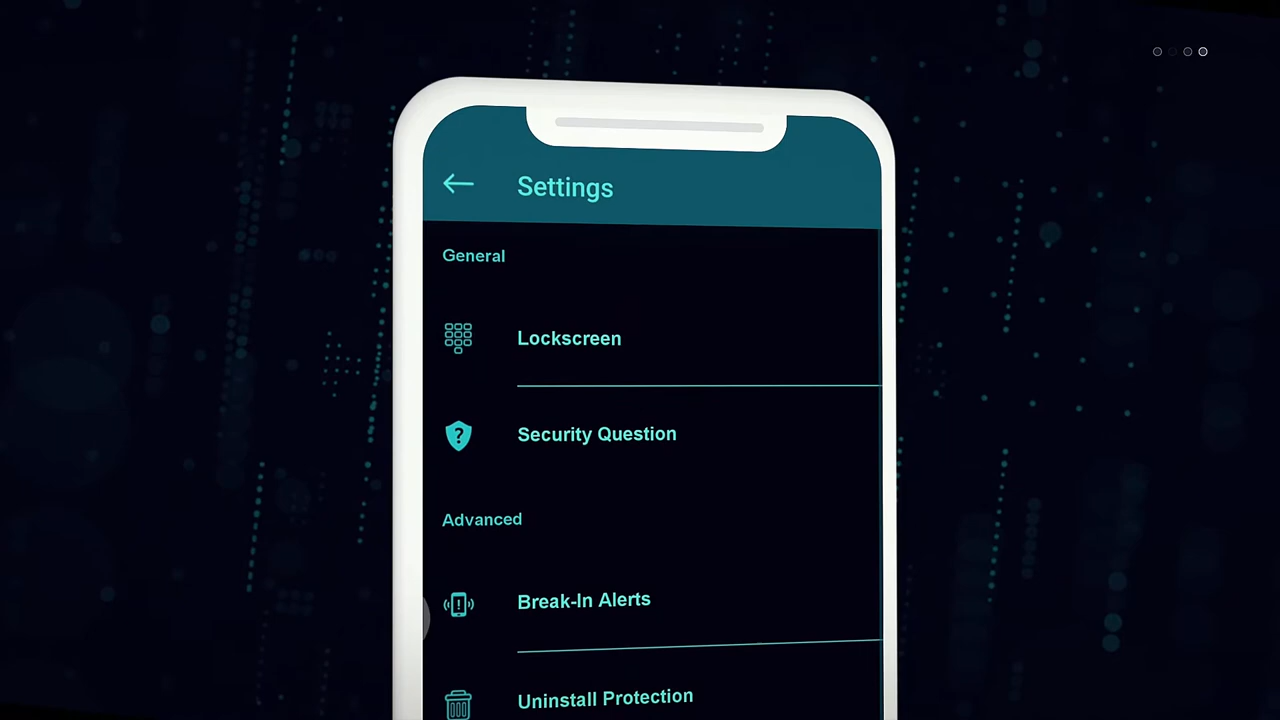 Settings
General
Lockscreen
Security Question
Advanced
Break-In Alerts
Uninstall Protection